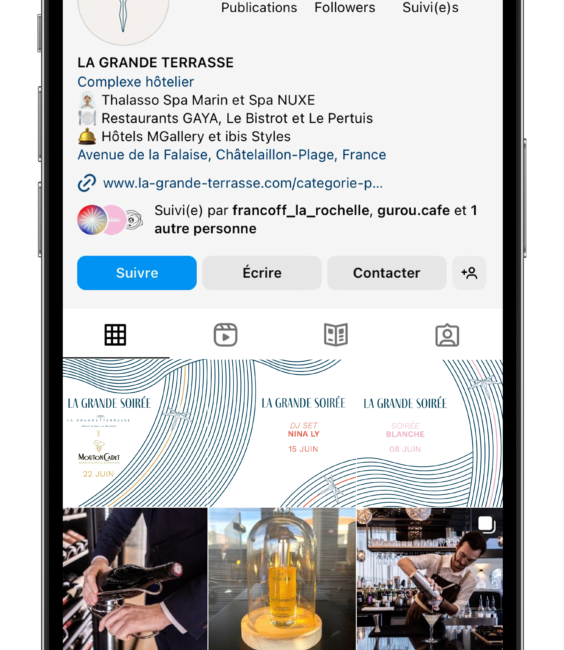 Publications Followers Suivi(e)s
LA GRANDE TERRASSE
Complexe hôtelier
Thalasso Spa Marin et Spa NUXE
Restaurants GAYA, Le Bistrot et Le Pertuis
Hôtels MGallery et ibis Styles
Avenue de la Falaise, Châtelaillon-Plage, France
www.la-grande-terrasse.com/categorie-p...
Suivi(e) par francoff_la_rochelle, gurou.cafe et 1
autre personne
Suivre Écrire Contacter
LA GRANDE SOIRÉE
LA GRANDE TERRASSE
X
MOUTON CADET
22 JUIN
LA GRANDE SOIRÉE
DJ SET
NINA LY
15 JUIN
LA GRANDE SOIRÉE
SOIRÉE
BLANCHE
08 JUIN